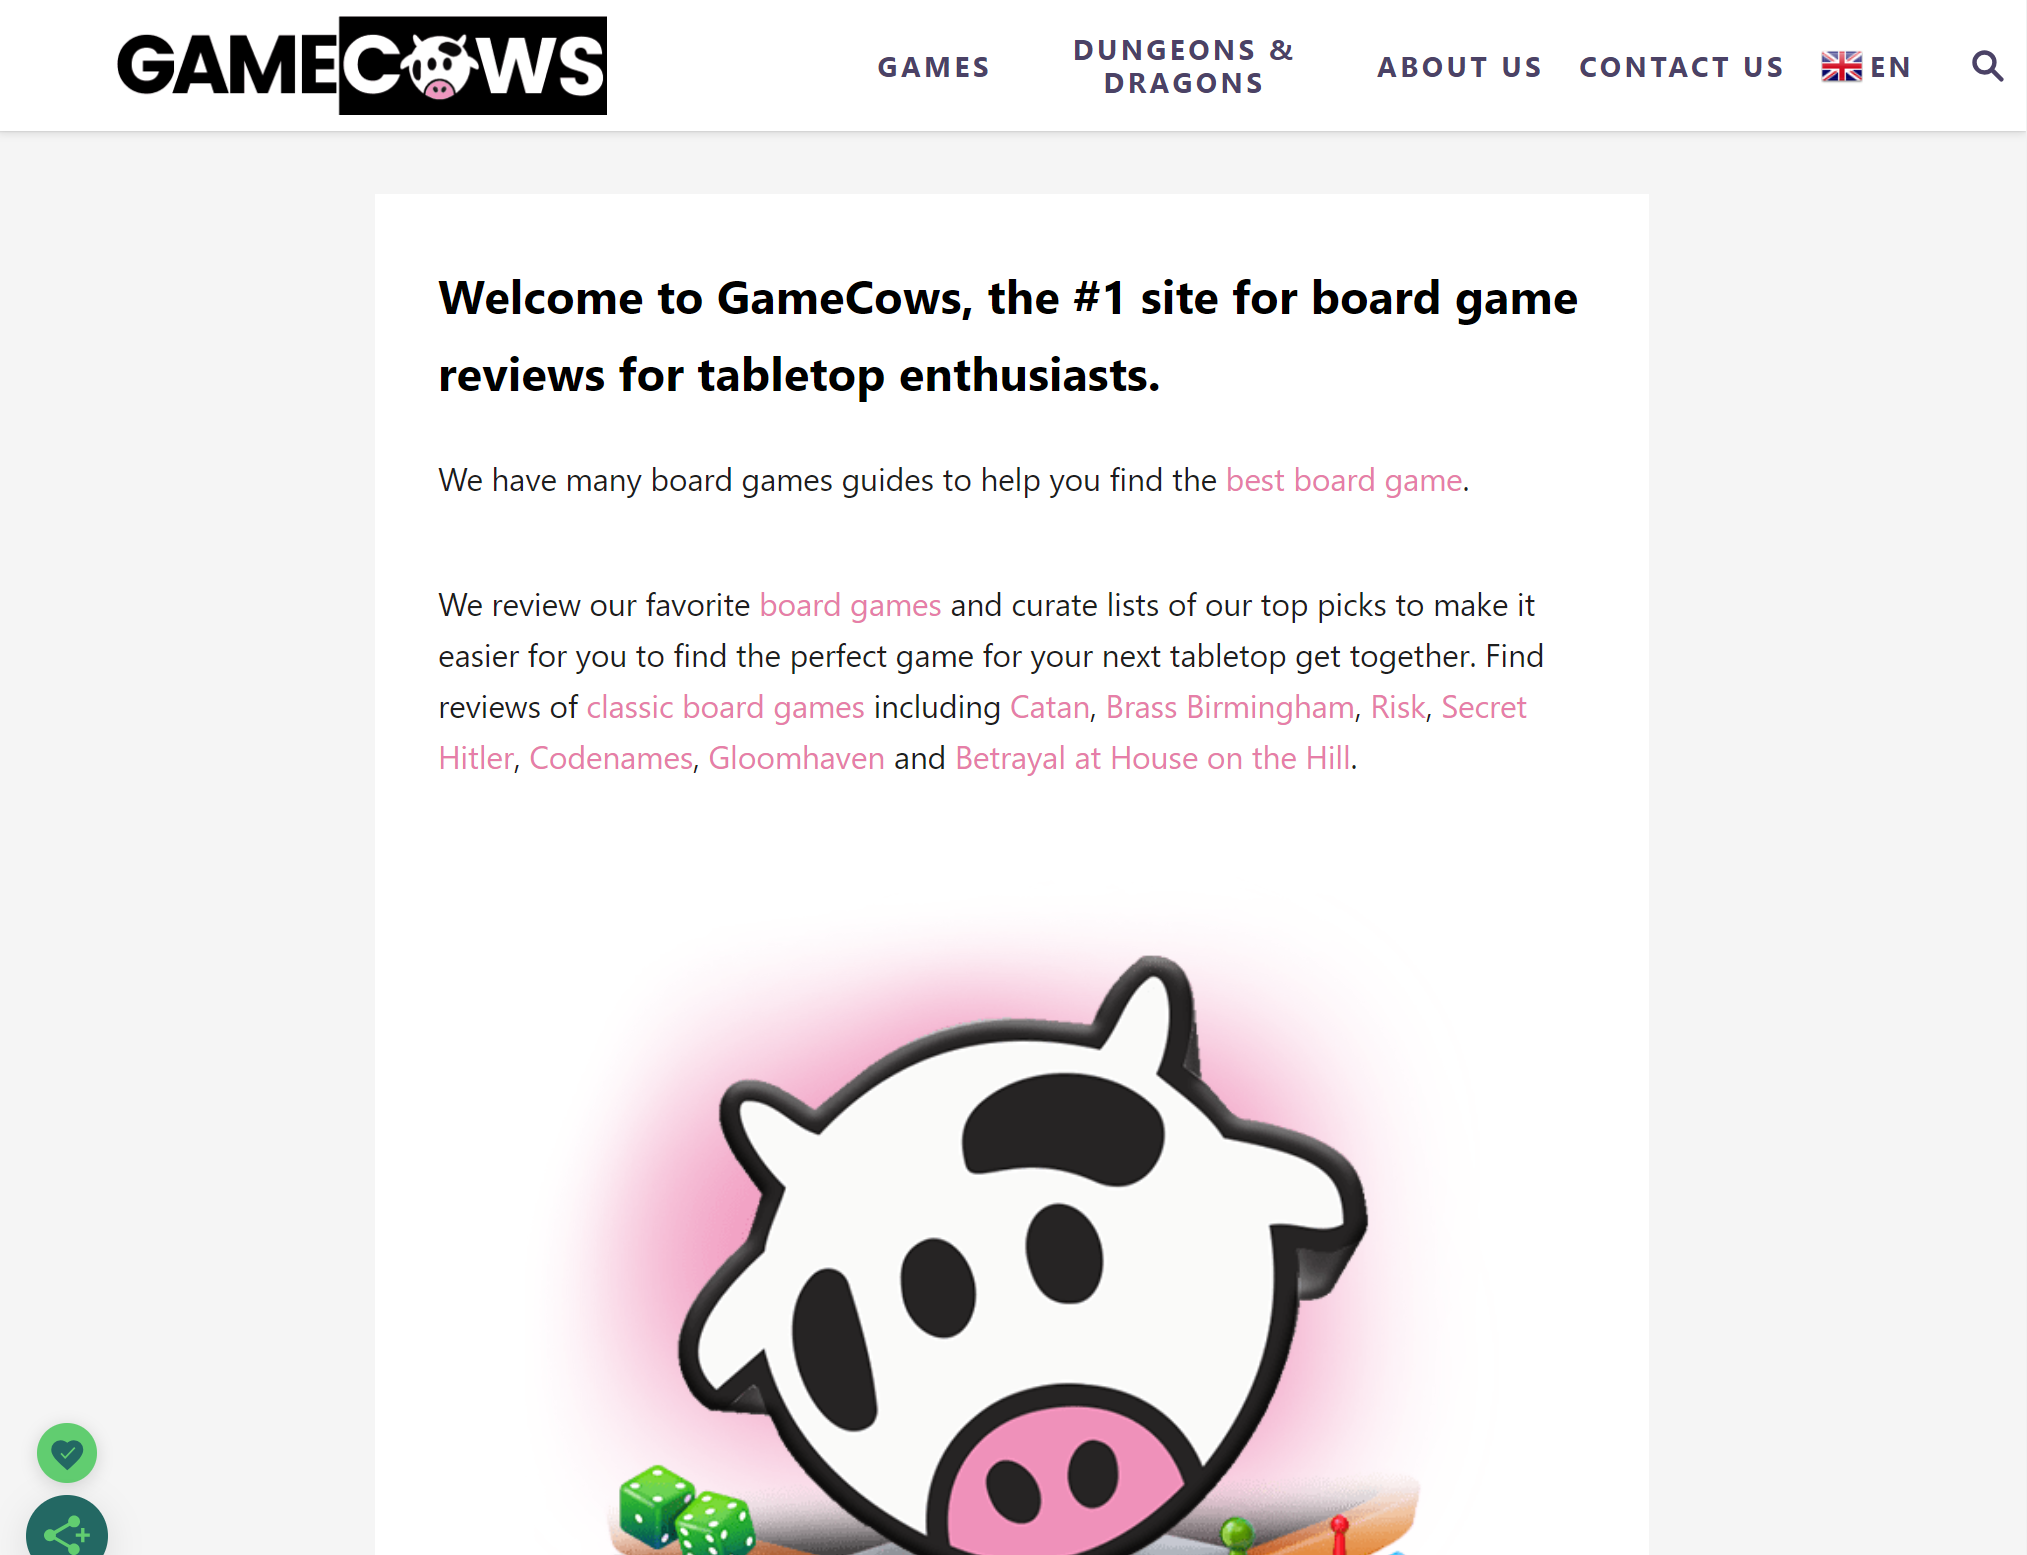 GAMECOWS
GAMES
DUNGEONS &
DRAGONS
ABOUT US
CONTACT US
EN
Welcome to GameCows, the #1 site for board game
reviews for tabletop enthusiasts.
We have many board games guides to help you find the best board game.
We review our favorite board games and curate lists of our top picks to make it
easier for you to find the perfect game for your next tabletop get together. Find
reviews of classic board games including Catan, Brass Birmingham, Risk, Secret
Hitler, Codenames, Gloomhaven and Betrayal at House on the Hill.